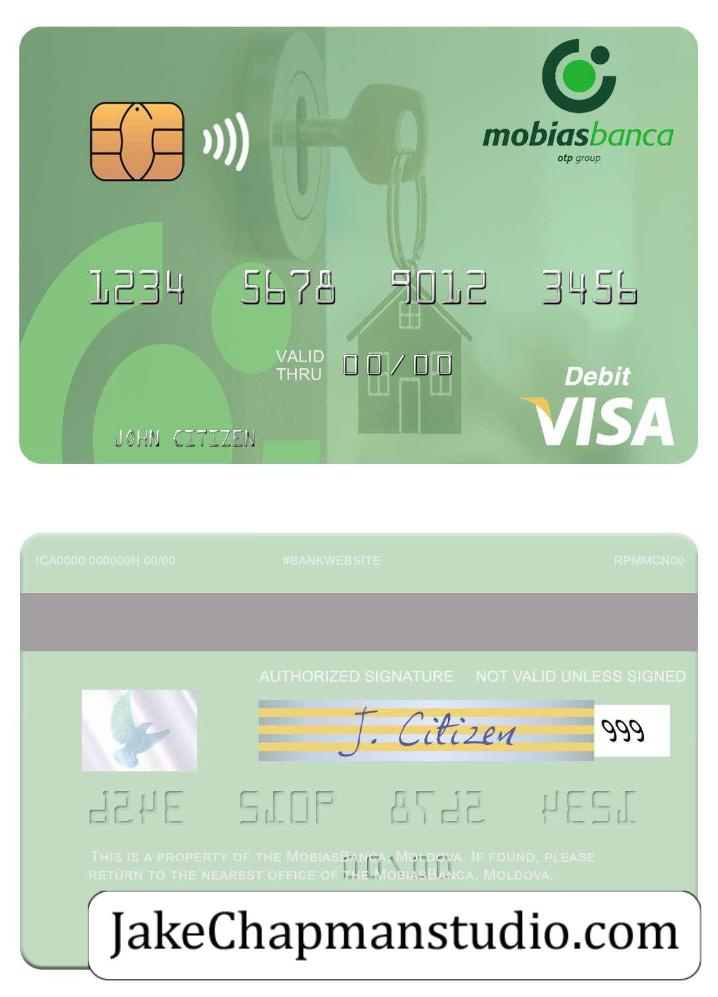 mobiasbanca
otp group
1234 5678 9012 3456
VALID
THRU 00/00
Debit
VISA
JOHN CITIZEN
ICA0000 000000H 00/00 #BANKWEBSITE RPMMCN00
AUTHORIZED SIGNATURE NOT VALID UNLESS SIGNED
J. Citizen 999
THIS IS A PROPERTY OF THE MOBIASBANCA, MOLDOVA. IF FOUND, PLEASE
RETURN TO THE NEAREST OFFICE OF THE MOBIASBANCA, MOLDOVA.
JakeChapmanstudio.com